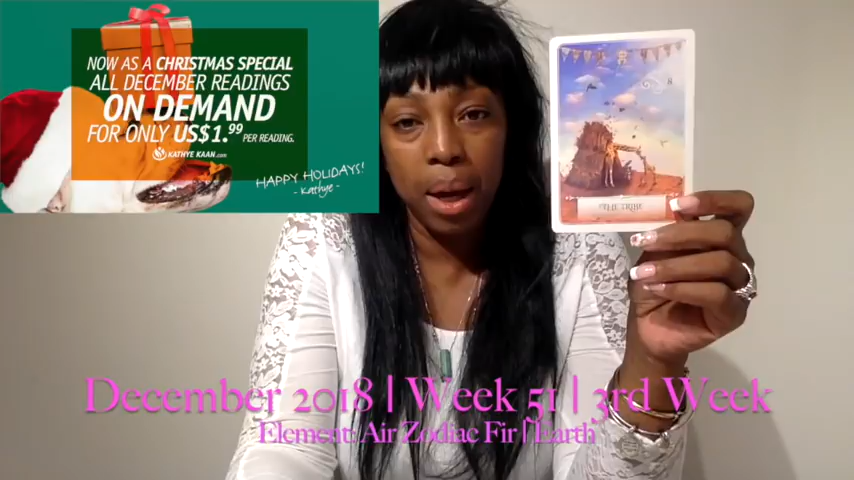 NOW AS A CHRISTMAS SPECIAL
ALL DECEMBER READINGS
ON DEMAND
FOR ONLY US$1.99 PER READING.
KATHYE KAAN.com
HAPPY HOLIDAYS!
- Kathye -
THE TRIBE
December 2018 | Week 51 | 3rd Week
Element: Air Zodiac Fir | Earth